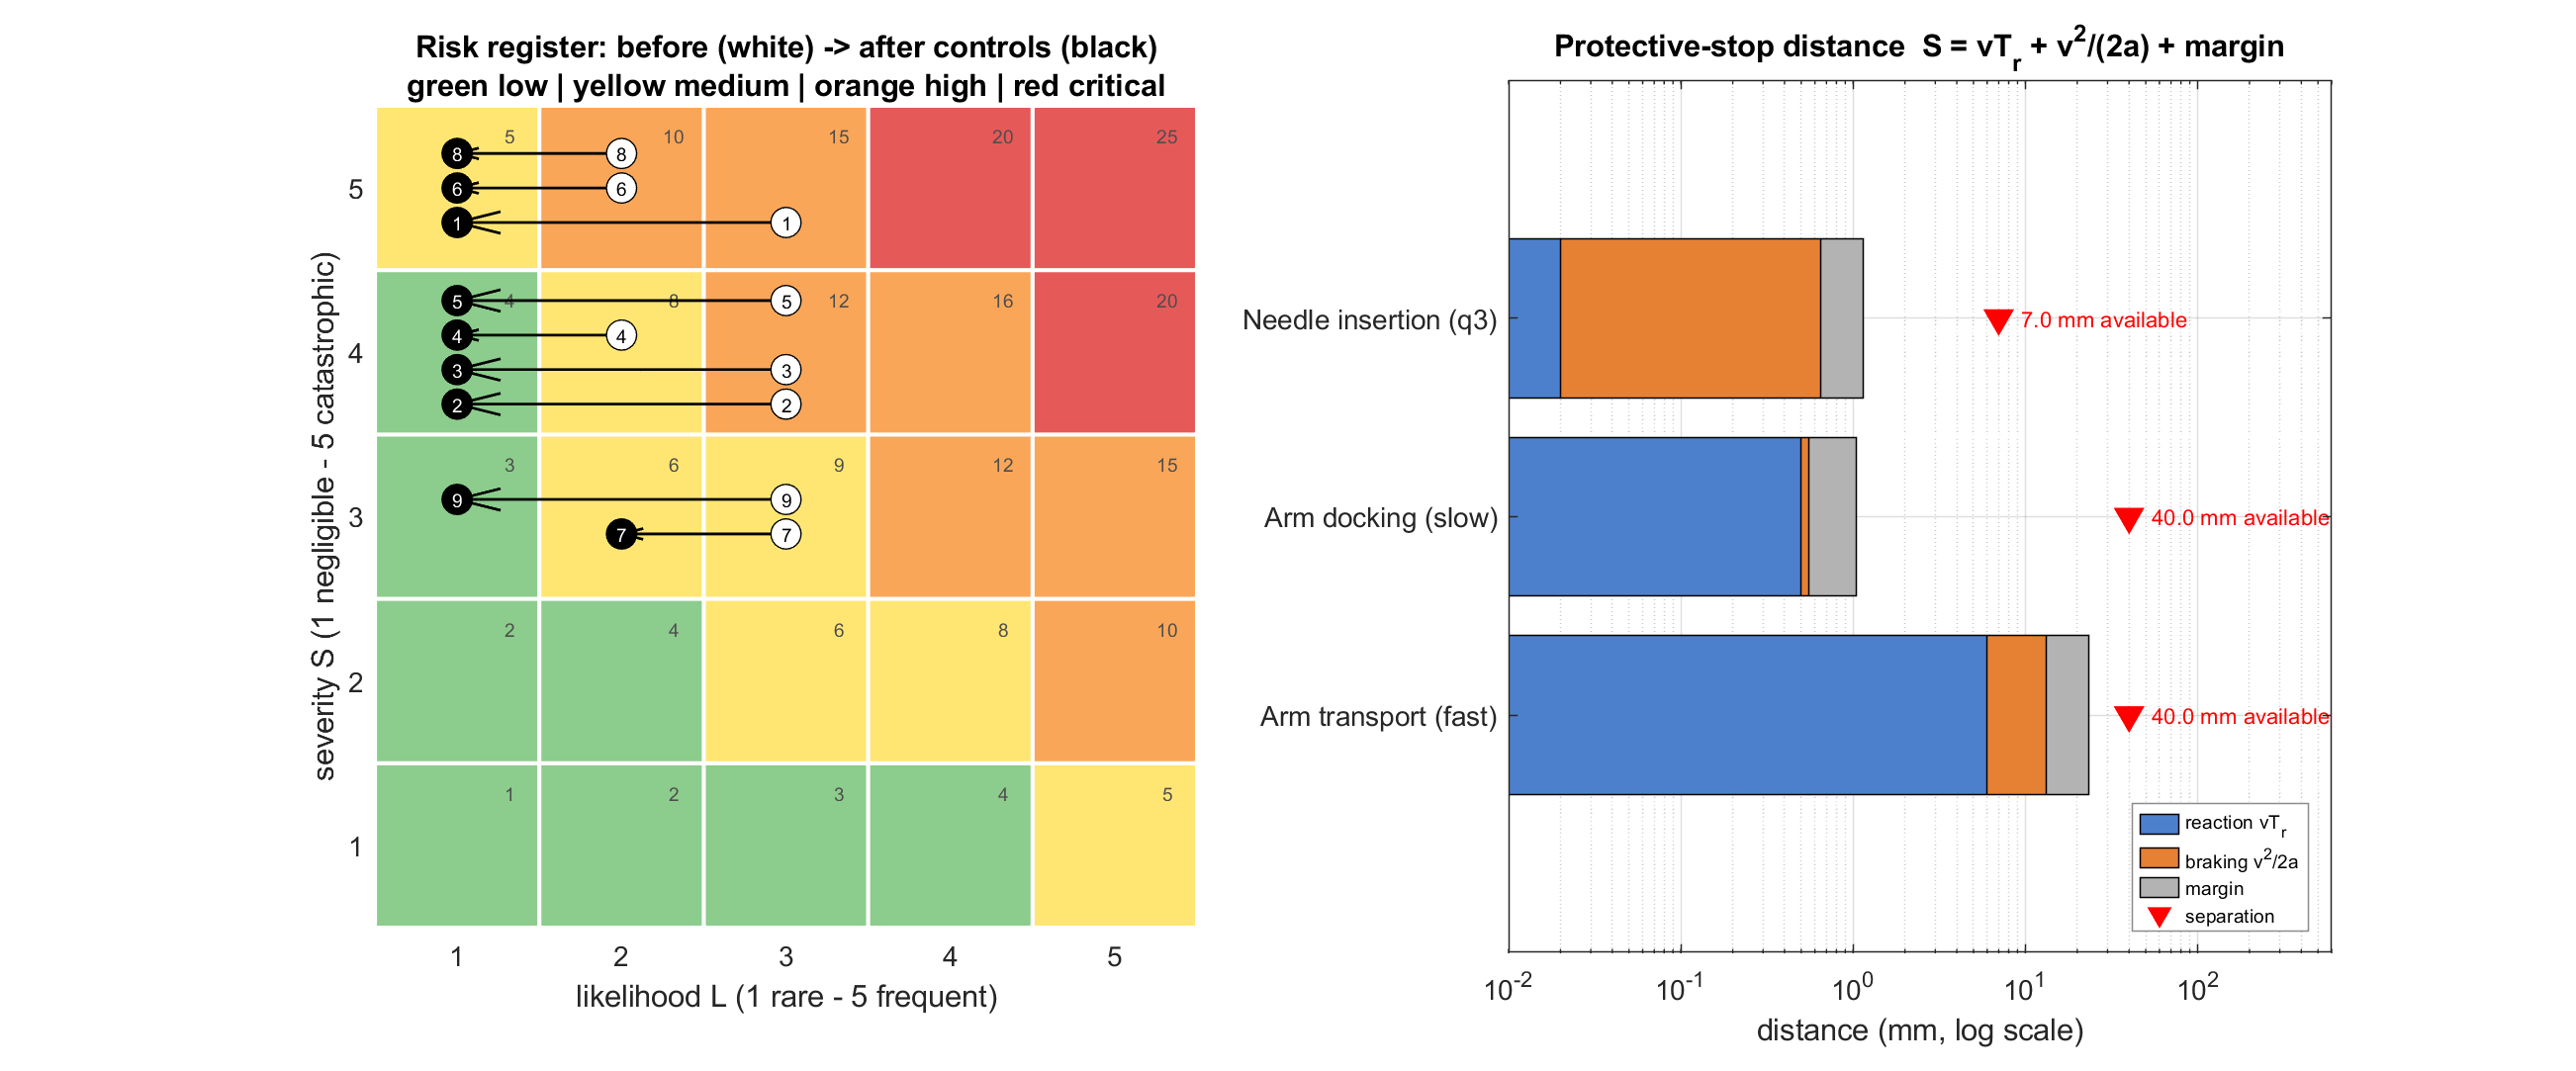 Risk register: before (white) -> after controls (black)
green low | yellow medium | orange high | red critical
severity S (1 negligible - 5 catastrophic)
5
4
3
2
1
5 10 15 20 25
8 8
6 6
1 1
4 8 12 16 20
5 5
4 4
3 3
2 2
3 6 9 12 15
9 9
7 7
2 4 6 8 10
1 2 3 4 5
1 2 3 4 5
likelihood L (1 rare - 5 frequent)
Protective-stop distance S = vT_r + v^2/(2a) + margin
Needle insertion (q3)
7.0 mm available
Arm docking (slow)
40.0 mm available
Arm transport (fast)
40.0 mm available
reaction vT_r
braking v^2/2a
margin
separation
10^-2 10^-1 10^0 10^1 10^2
distance (mm, log scale)